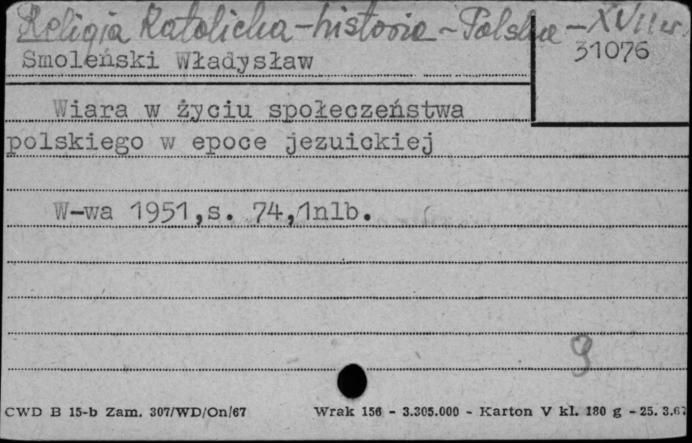 Religia Katolicka - historia - Polska - XVII w.
31076
Smoleński Władysław
Wiara w życiu społeczeństwa
polskiego w epoce jezuickiej
W-wa 1951,s. 74,1nlb.
9
CWD B 15-b Zam. 307/WD/On/67 Wrak 156 - 3.305.000 - Karton V kl. 180 g - 25. 3.67